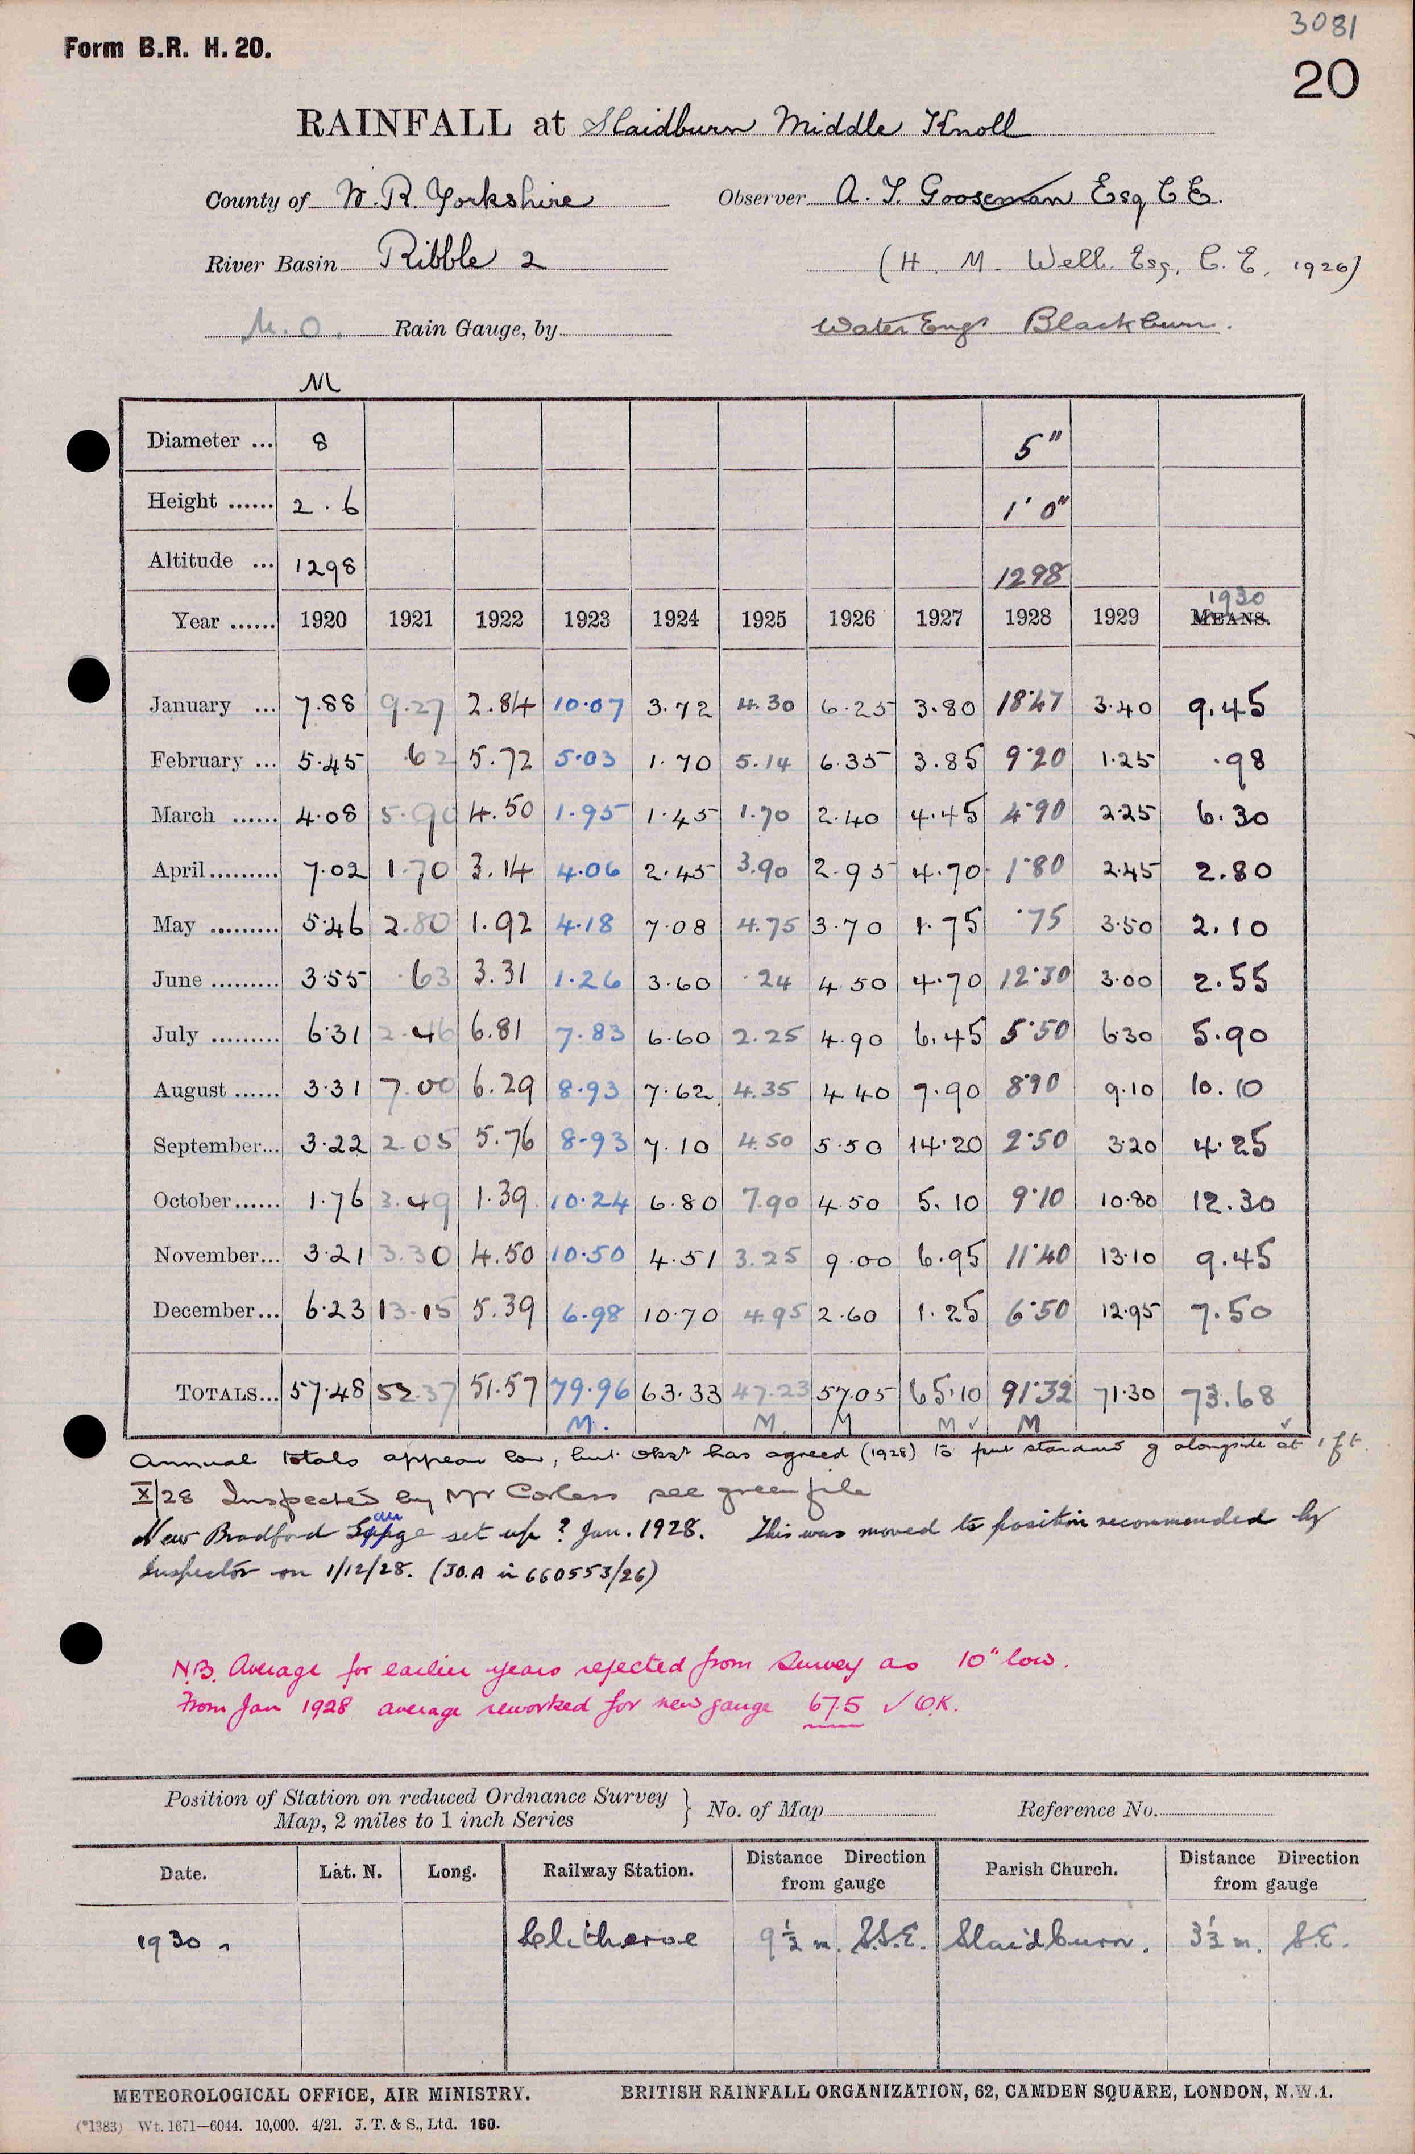 3081
Form B.R. H. 20.
20
RAINFALL at Slaidburn Middle Knoll
County of W. R. Yorkshire Observer A. T. Gooseman Esq C E.
River Basin Ribble 2 (H. M. Well. Esq. C. E. 1926)
M.O. Rain Gauge, by Water Engr Blackburn.
M
Diameter ... 8 5"
Height ...... 2 . 6 1' 0"
Altitude ... 1298 1298
Year ...... 1920 1921 1922 1923 1924 1925 1926 1927 1928 1929 MEANS. 1930
January ... 7.88 9.27 2.84 10.07 3.72 4.30 6.25 3.80 18.47 3.40 9.45
February ... 5.45 .62 5.72 5.03 1.70 5.14 6.35 3.85 9.20 1.25 .98
March ...... 4.08 5.90 4.50 1.95 1.45 1.70 2.40 4.45 4.90 2.25 6.30
April......... 7.02 1.70 3.14 4.06 2.45 3.90 2.95 4.70 1.80 2.45 2.80
May ......... 5.46 2.80 1.92 4.18 7.08 4.75 3.70 1.75 .75 3.50 2.10
June ......... 3.55 .63 3.31 1.26 3.60 .24 4.50 4.70 12.30 3.00 2.55
July ......... 6.31 2.46 6.81 7.83 6.60 2.25 4.90 6.45 5.50 6.30 5.90
August ...... 3.31 7.00 6.29 8.93 7.62 4.35 4.40 7.90 8.90 9.10 10.10
September... 3.22 2.05 5.76 8.93 7.10 4.50 5.50 14.20 2.50 3.20 4.25
October...... 1.76 3.49 1.39 10.24 6.80 7.90 4.50 5.10 9.10 10.80 12.30
November... 3.21 3.30 4.50 10.50 4.51 3.25 9.00 6.95 11.40 13.10 9.45
December... 6.23 13.15 5.39 6.98 10.70 4.95 2.60 1.25 6.50 12.95 7.50
TOTALS... 57.48 52.37 51.57 79.96 63.33 47.23 57.05 65.10 91.32 71.30 73.68
M. M. M M ✓ M ✓
Annual totals appear low, but obsr has agreed (1928) to put standard g alongside at 1 ft.
X/28 Inspected by Mr Corless see green file
New Bradford Gauge set up ? Jan. 1928. This was moved to position recommended by
Inspector on 1/12/28. (30.A in 660553/26)
N.B. Average for earlier years rejected from Survey as 10" low.
From Jan 1928 average reworked for new gauge 67.5 ✓ O.K.
Position of Station on reduced Ordnance Survey Map, 2 miles to 1 inch Series } No. of Map Reference No.
Date. Lat. N. Long. Railway Station. Distance Direction from gauge Parish Church. Distance Direction from gauge
1930 Clitheroe 9½ m. S.S.E. Slaidburn. 3½ m. S.E.
METEOROLOGICAL OFFICE, AIR MINISTRY. BRITISH RAINFALL ORGANIZATION, 62, CAMDEN SQUARE, LONDON, N.W.1.
(*1383) Wt. 1671—6044. 10,000. 4/21. J. T. & S., Ltd. 160.